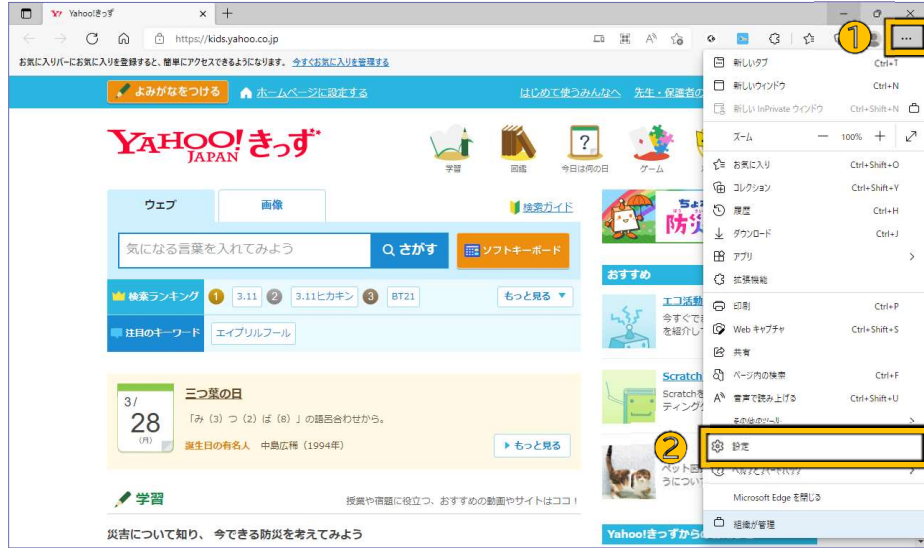 Yahoo!きっず
https://kids.yahoo.co.jp
お気に入りバーにお気に入りを登録すると、簡単にアクセスできるようになります。 今すぐお気に入りを管理する
よみがなをつける ホームページに設定する はじめて使うみんなへ 先生・保護者の
YAHOO! きっず
JAPAN
学習 図鑑 今日は何の日 ゲーム
ウェブ 画像 検索ガイド
気になる言葉を入れてみよう さがす ソフトキーボード
検索ランキング 1 3.11 2 3.11ヒカキン 3 BT21 もっと見る
注目のキーワード エイプリルフール
3/
28
(月)
三つ葉の日
「み（3）つ（2）ば（8）」の語呂合わせから。
誕生日の有名人 中島広稀（1994年） もっと見る
学習 授業や宿題に役立つ、おすすめの動画やサイトはココ！
災害について知り、今できる防災を考えてみよう
防災
おすすめ
エコ活動
今すぐでき
を紹介し
Scratch
Scratchを
ティング
ペット図
うについ
Yahoo!きっずから
①
新しいタブ Ctrl+T
新しいウィンドウ Ctrl+N
新しい InPrivate ウィンドウ Ctrl+Shift+N
ズーム 100%
お気に入り Ctrl+Shift+O
コレクション Ctrl+Shift+Y
履歴 Ctrl+H
ダウンロード Ctrl+J
アプリ
拡張機能
印刷 Ctrl+P
Web キャプチャ Ctrl+Shift+S
共有
ページ内の検索 Ctrl+F
音声で読み上げる Ctrl+Shift+U
その他のツール
② 設定
ヘルプとフィードバック
Microsoft Edge を閉じる
組織が管理